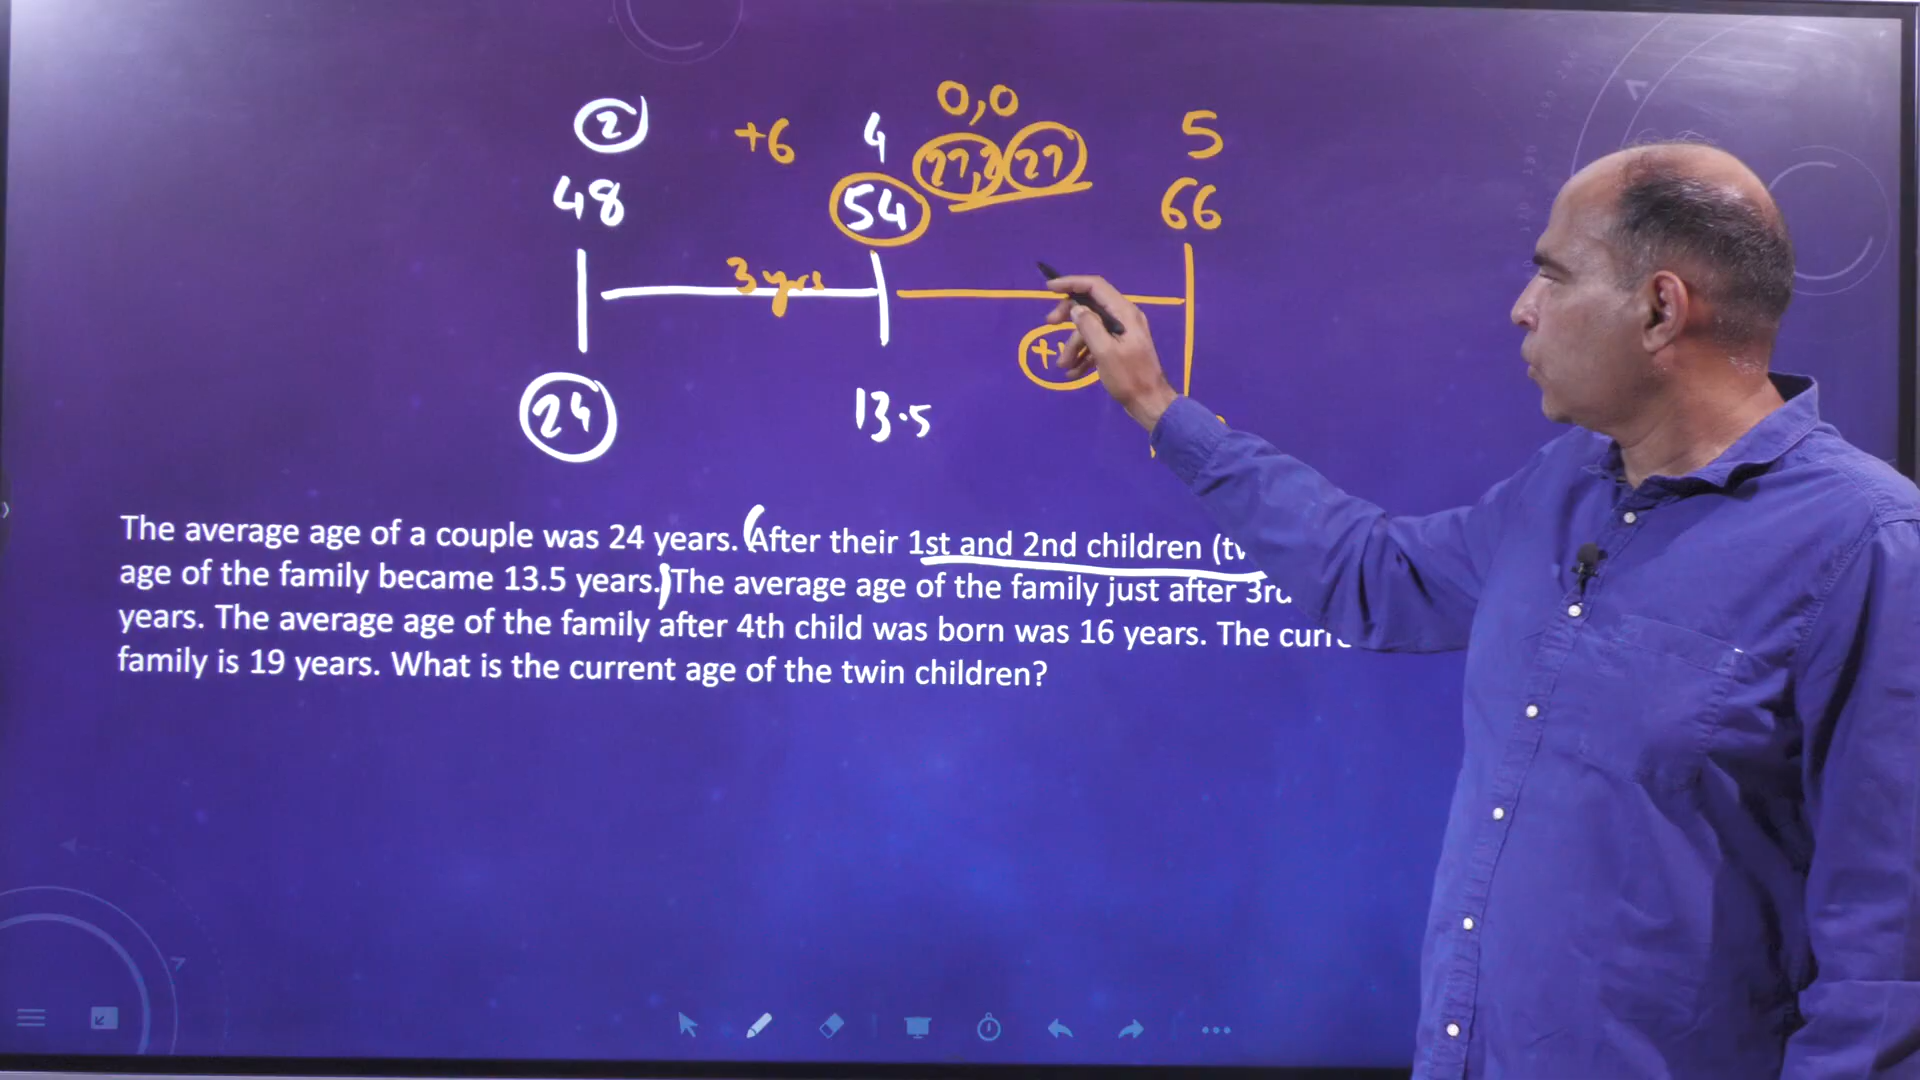 2 +6 4 0,0 5
48 54 27, 27 66
3 yrs
24 13.5
The average age of a couple was 24 years. After their 1st and 2nd children
age of the family became 13.5 years. The average age of the family just after
years. The average age of the family after 4th child was born was 16 years. The
family is 19 years. What is the current age of the twin children?